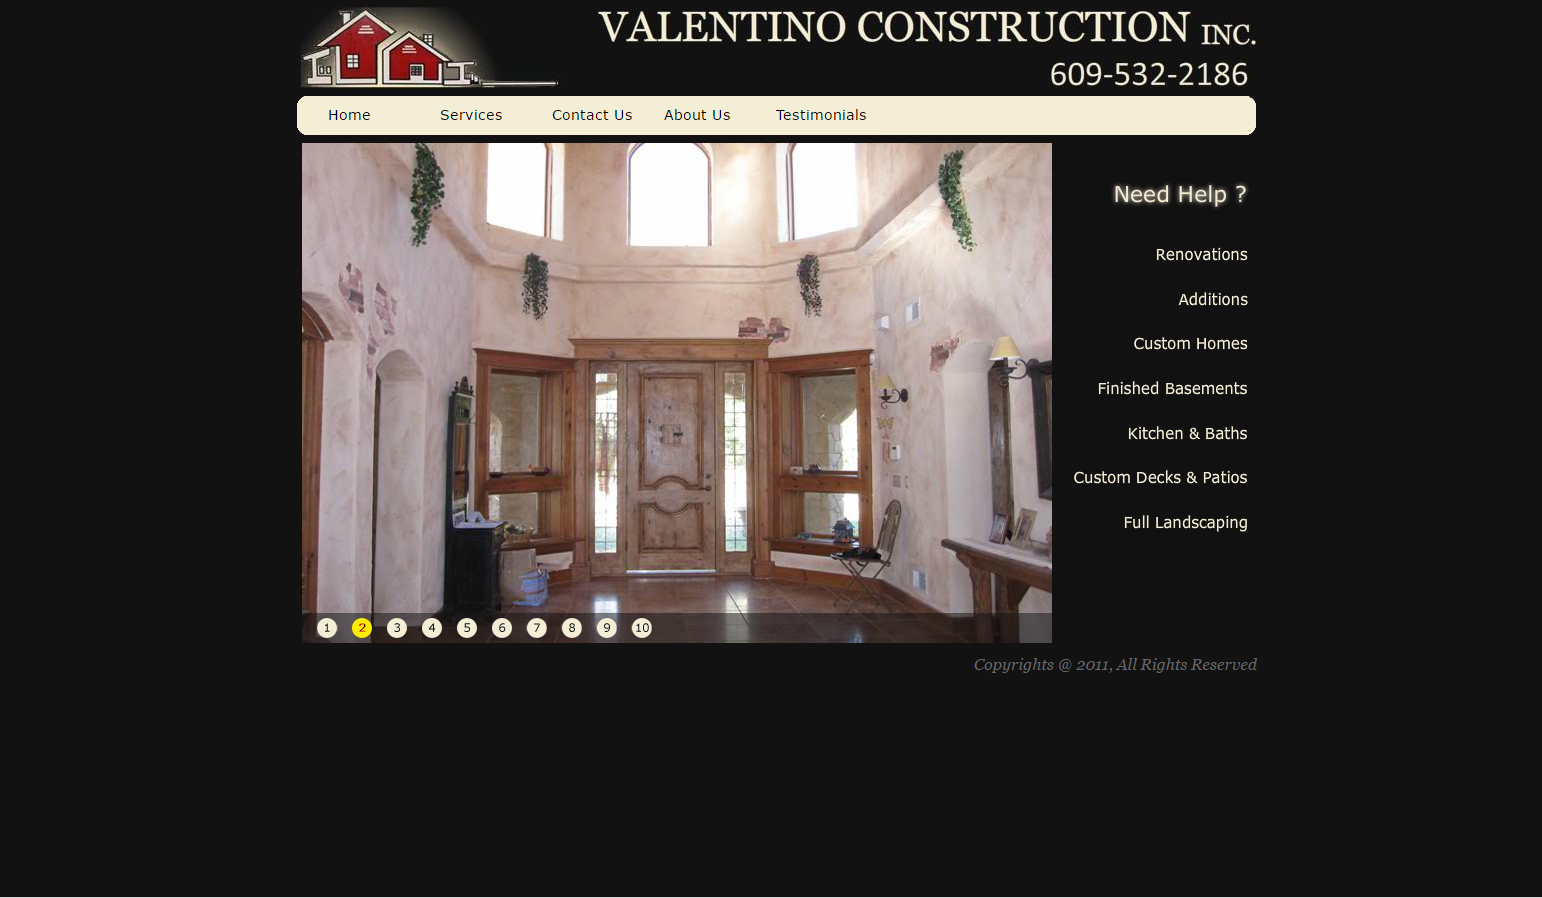 VALENTINO CONSTRUCTION INC.
609-532-2186
Home Services Contact Us About Us Testimonials
Need Help ?
Renovations
Additions
Custom Homes
Finished Basements
Kitchen & Baths
Custom Decks & Patios
Full Landscaping
1 2 3 4 5 6 7 8 9 10
Copyrights @ 2011, All Rights Reserved